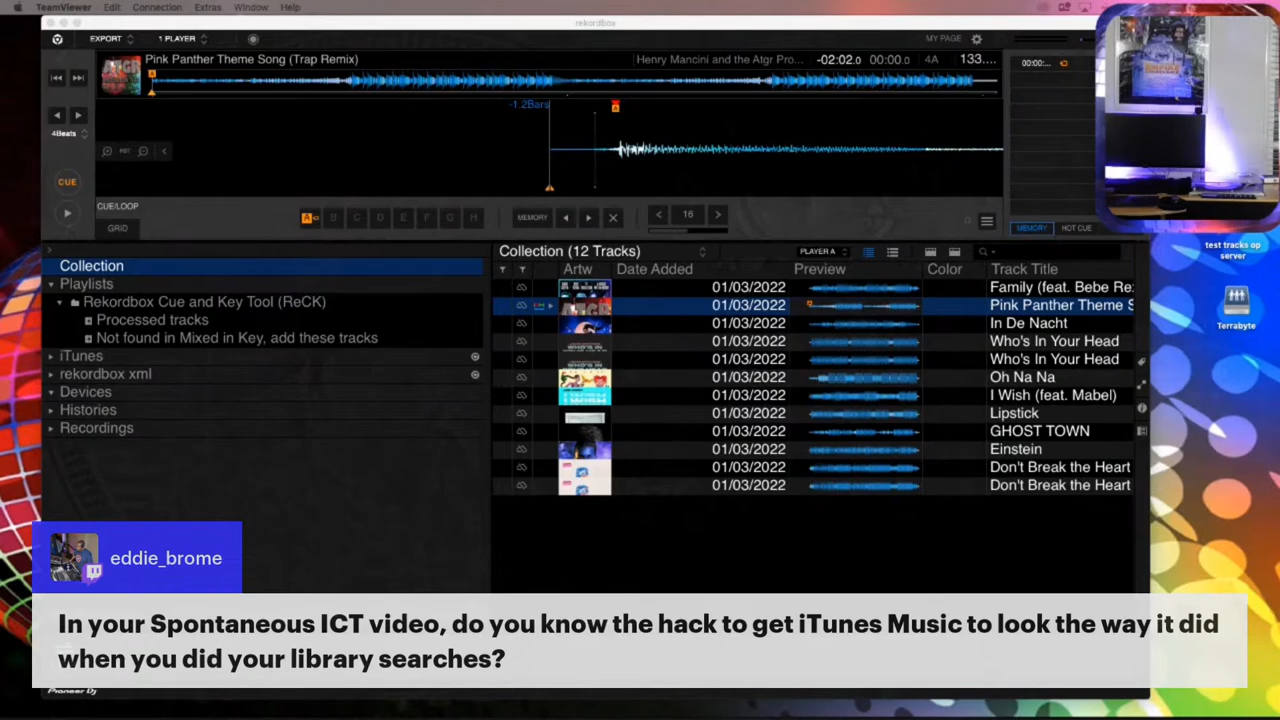 TeamViewer Edit Connection Extras Window Help
rekordbox
EXPORT 1 PLAYER MY PAGE
Pink Panther Theme Song (Trap Remix) Henry Mancini and the Atgr Pro... -02:02.0 00:00.0 4A 133....
00:00:...
-1.2Bars A
4Beats
RST
CUE
CUE/LOOP
GRID
A B C D E F G H MEMORY 16
MEMORY HOT CUE
Collection (12 Tracks) PLAYER A
Artw Date Added Preview Color Track Title
Collection
Playlists
Rekordbox Cue and Key Tool (ReCK)
Processed tracks
Not found in Mixed in Key, add these tracks
iTunes
rekordbox xml
Devices
Histories
Recordings
01/03/2022 Family (feat. Bebe Re
01/03/2022 Pink Panther Theme S
01/03/2022 In De Nacht
01/03/2022 Who's In Your Head
01/03/2022 Who's In Your Head
01/03/2022 Oh Na Na
01/03/2022 I Wish (feat. Mabel)
01/03/2022 Lipstick
01/03/2022 GHOST TOWN
01/03/2022 Einstein
01/03/2022 Don't Break the Heart
01/03/2022 Don't Break the Heart
test tracks op
server
Terrabyte
eddie_brome
In your Spontaneous ICT video, do you know the hack to get iTunes Music to look the way it did
when you did your library searches?
Pioneer Dj